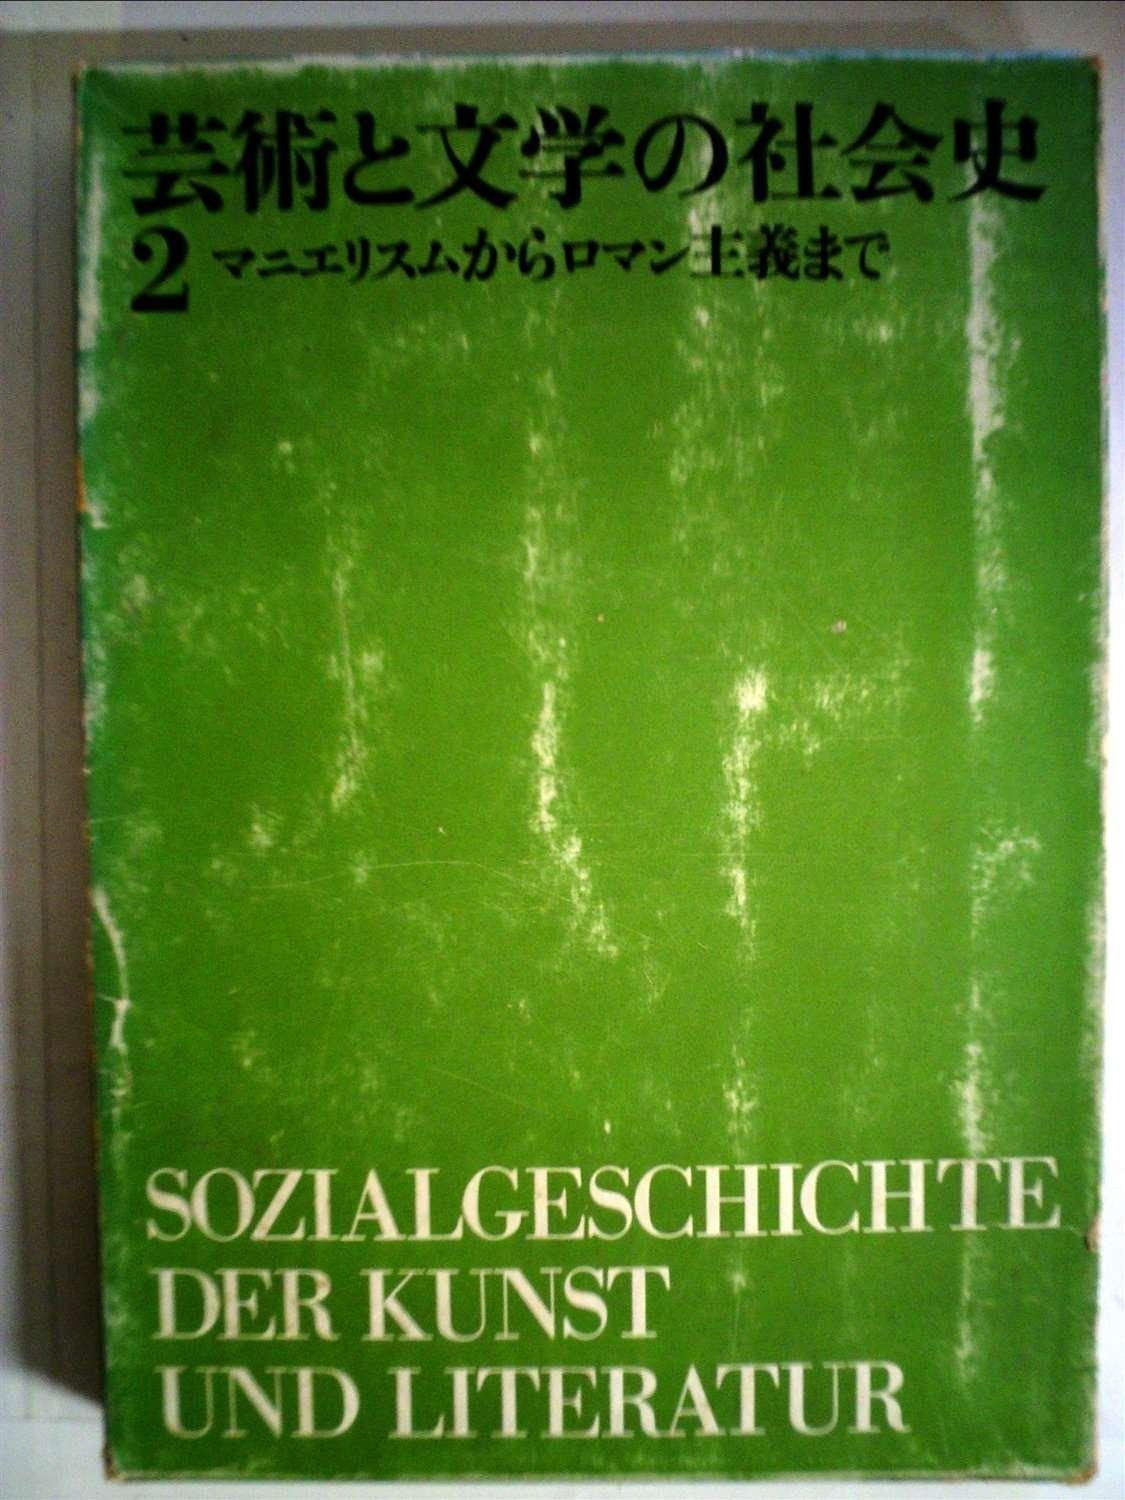 芸術と文学の社会史
2 マニエリスムからロマン主義まで
SOZIALGESCHICHTE
DER KUNST
UND LITERATUR